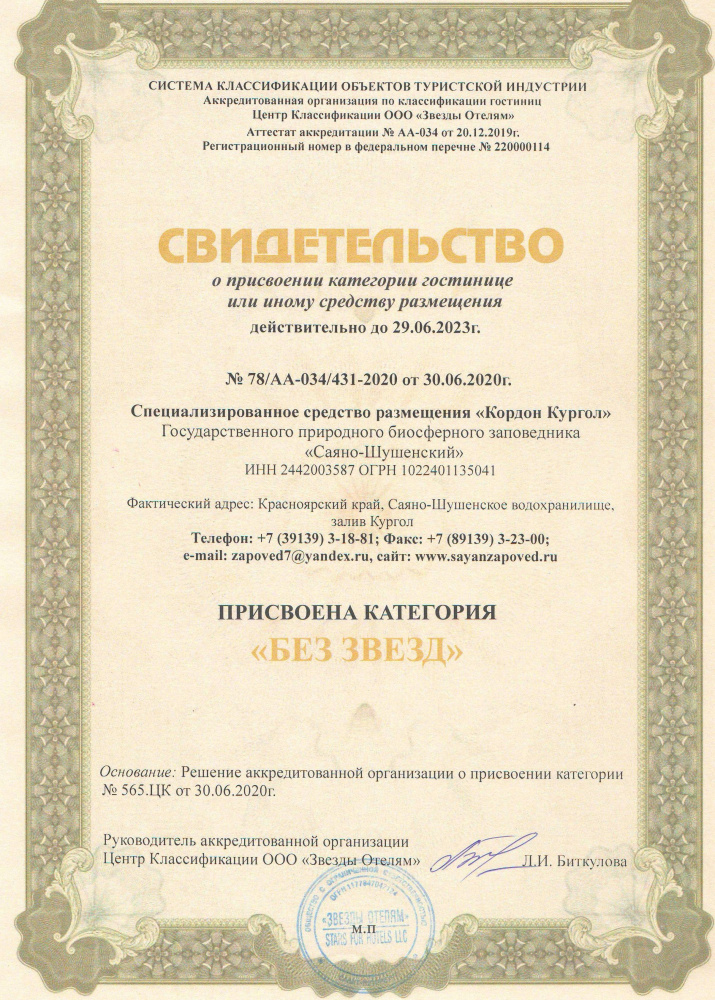 СИСТЕМА КЛАССИФИКАЦИИ ОБЪЕКТОВ ТУРИСТСКОЙ ИНДУСТРИИ
Аккредитованная организация по классификации гостиниц
Центр Классификации ООО «Звезды Отелям»
Аттестат аккредитации № АА-034 от 20.12.2019г.
Регистрационный номер в федеральном перечне № 220000114
СВИДЕТЕЛЬСТВО
о присвоении категории гостинице
или иному средству размещения
действительно до 29.06.2023г.
№ 78/АА-034/431-2020 от 30.06.2020г.
Специализированное средство размещения «Кордон Кургол»
Государственного природного биосферного заповедника
«Саяно-Шушенский»
ИНН 2442003587 ОГРН 1022401135041
Фактический адрес: Красноярский край, Саяно-Шушенское водохранилище,
залив Кургол
Телефон: +7 (39139) 3-18-81; Факс: +7 (89139) 3-23-00;
e-mail: zapoved7@yandex.ru, сайт: www.sayanzapoved.ru
ПРИСВОЕНА КАТЕГОРИЯ
«БЕЗ ЗВЕЗД»
Основание: Решение аккредитованной организации о присвоении категории
№ 565.ЦК от 30.06.2020г.
Руководитель аккредитованной организации
Центр Классификации ООО «Звезды Отелям» Л.И. Биткулова
«ЗВЕЗДЫ ОТЕЛЯМ»
М.П
STARS FOR HOTELS LLC